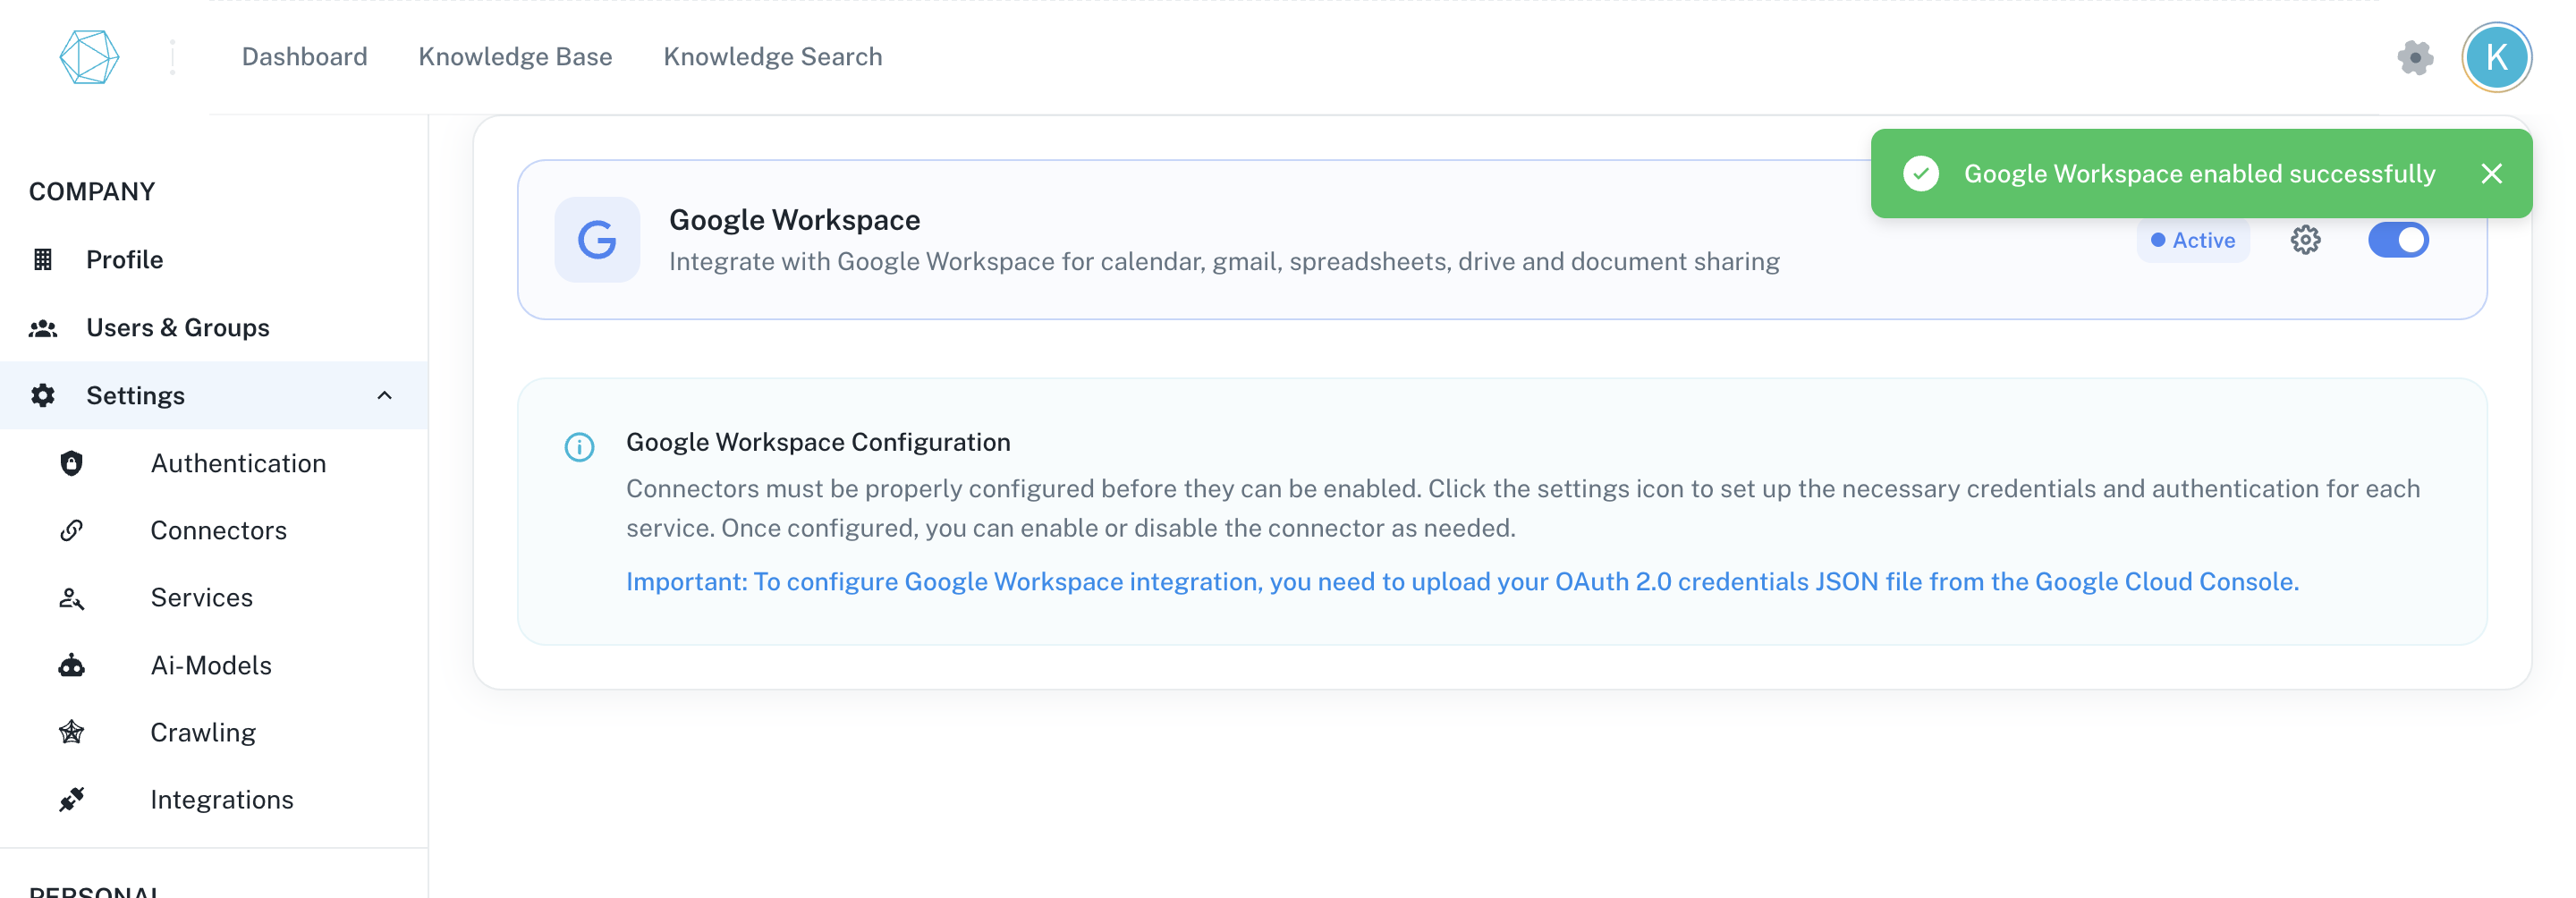 Dashboard
Knowledge Base
Knowledge Search
K
Google Workspace enabled successfully
COMPANY
Profile
Users & Groups
Settings
Authentication
Connectors
Services
Ai-Models
Crawling
Integrations
PERSONAL
Google Workspace
Integrate with Google Workspace for calendar, gmail, spreadsheets, drive and document sharing
Active
Google Workspace Configuration
Connectors must be properly configured before they can be enabled. Click the settings icon to set up the necessary credentials and authentication for each
service. Once configured, you can enable or disable the connector as needed.
Important: To configure Google Workspace integration, you need to upload your OAuth 2.0 credentials JSON file from the Google Cloud Console.